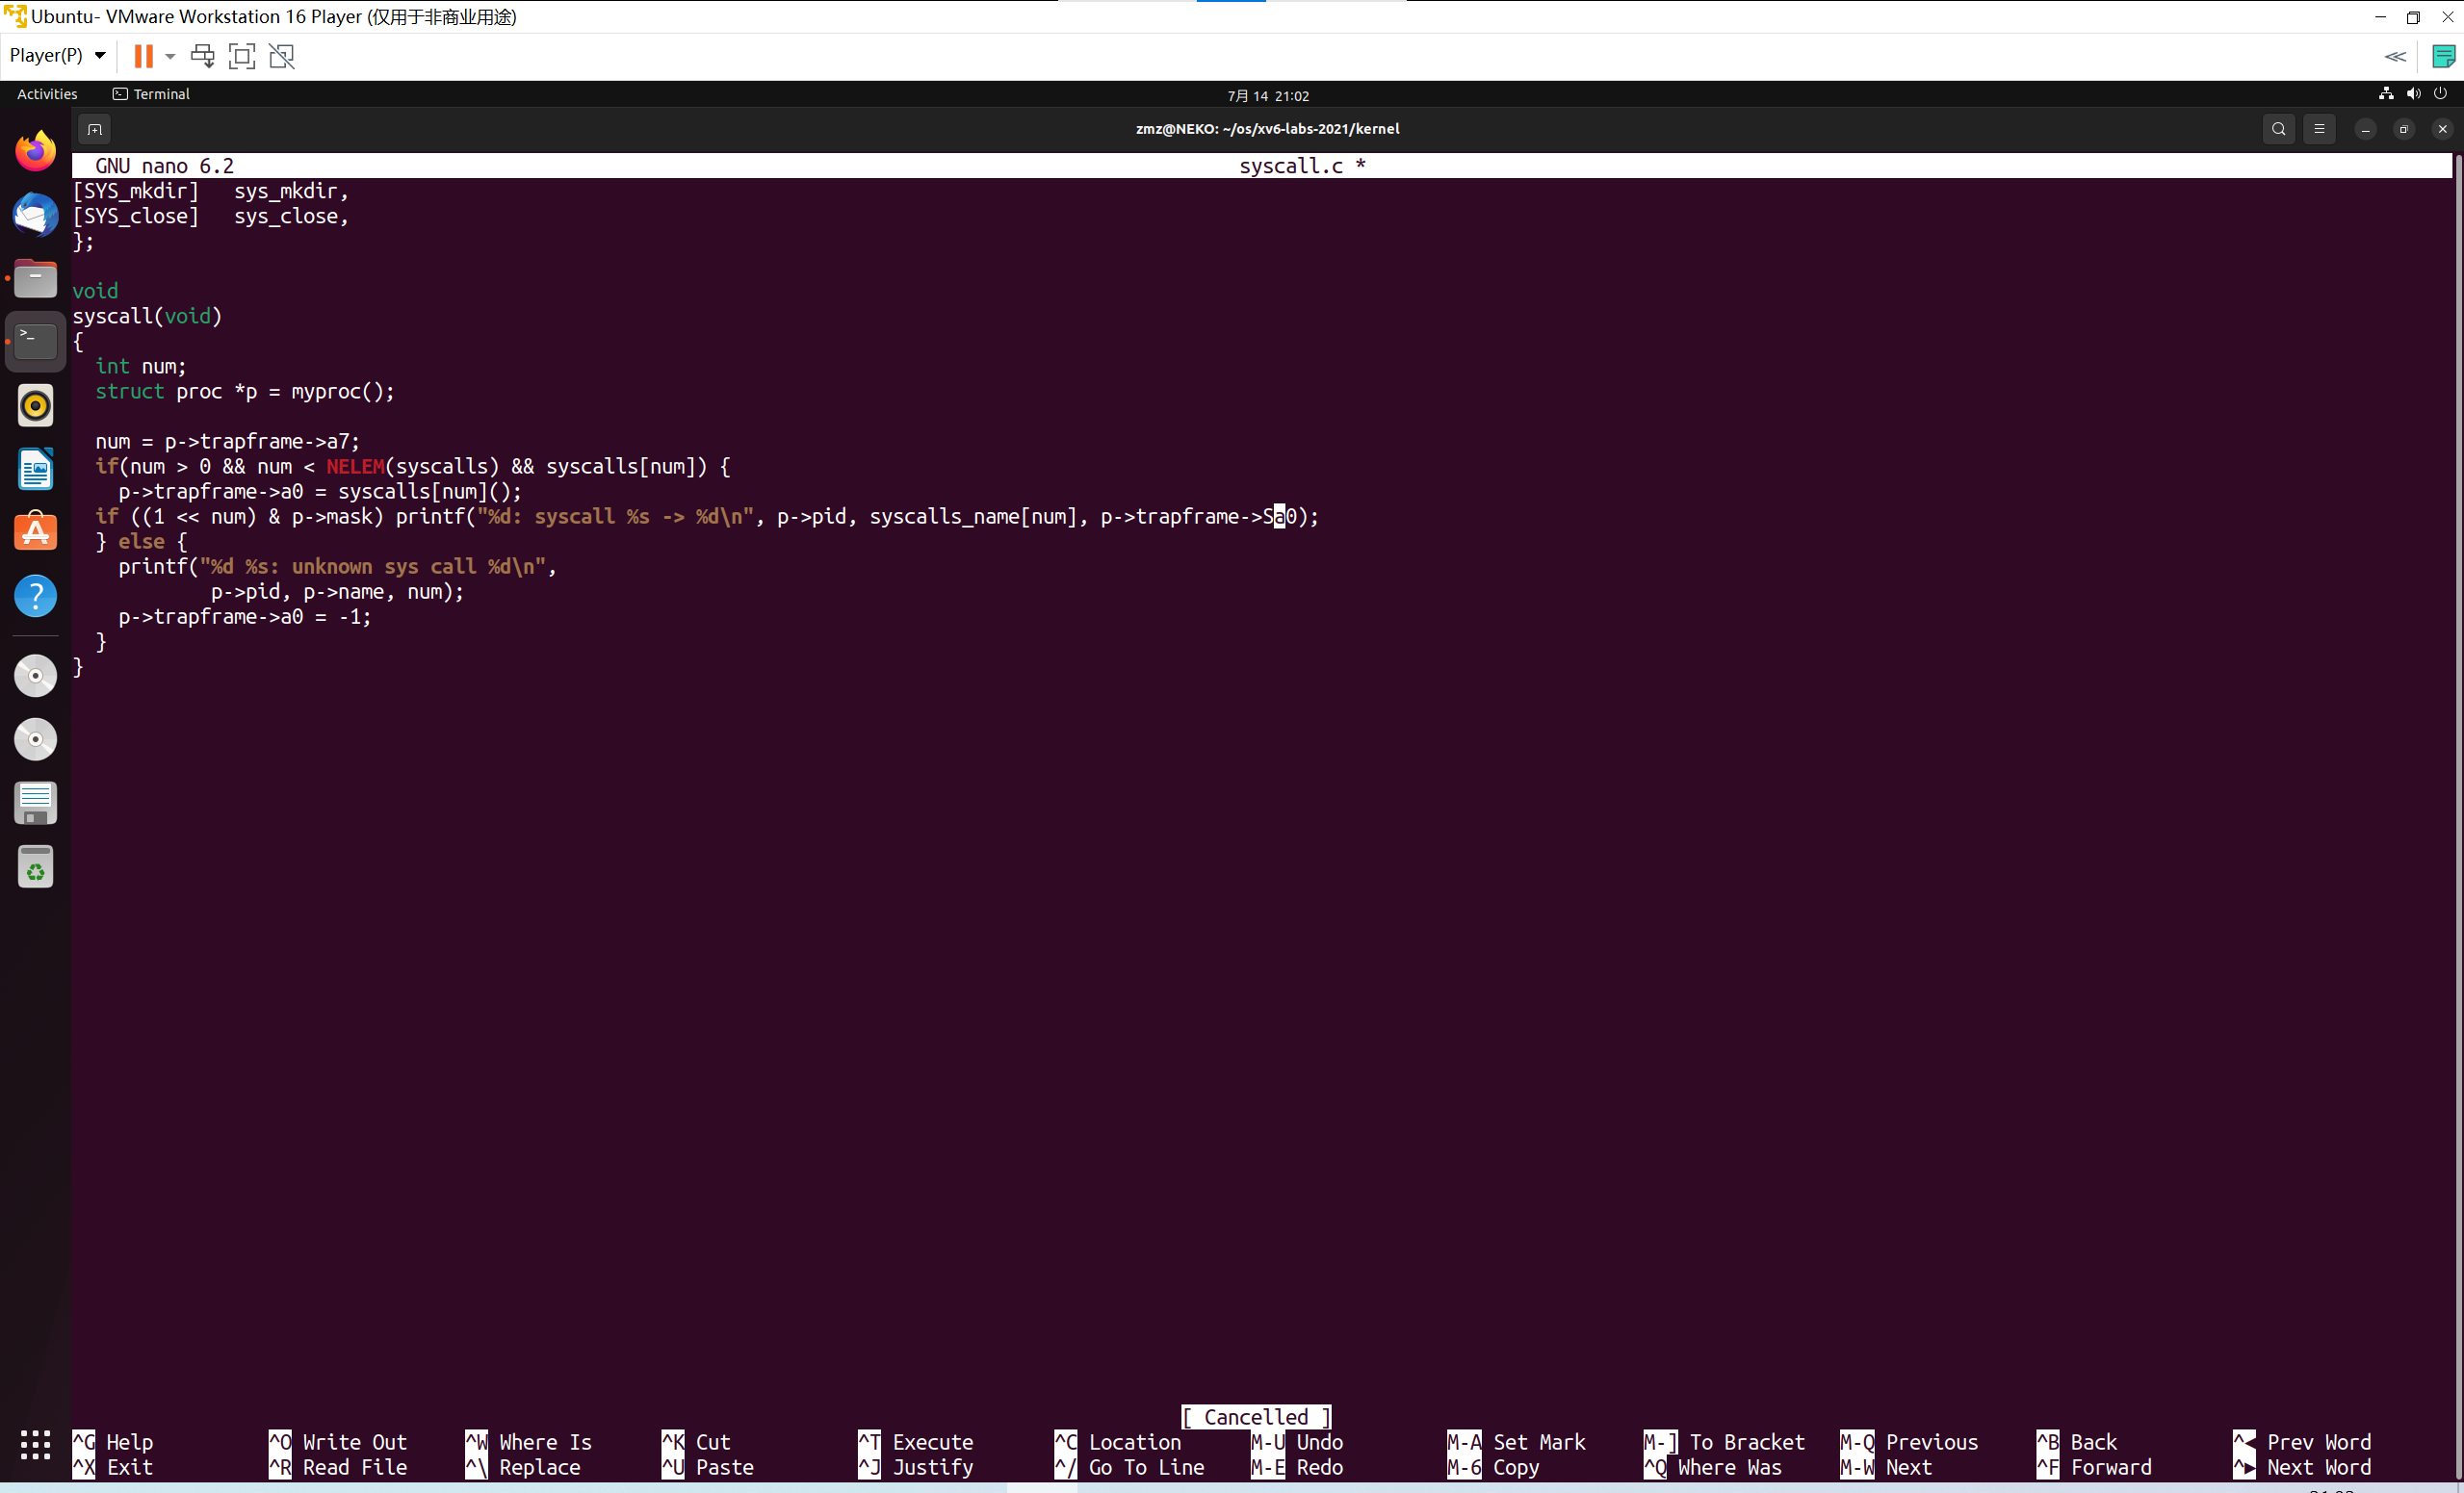 Ubuntu- VMware Workstation 16 Player (仅用于非商业用途)
Player(P)
Activities Terminal 7月 14 21:02
zmz@NEKO: ~/os/xv6-labs-2021/kernel
GNU nano 6.2 syscall.c *
[SYS_mkdir]   sys_mkdir,
[SYS_close]   sys_close,
};
void
syscall(void)
{
  int num;
  struct proc *p = myproc();
  num = p->trapframe->a7;
  if(num > 0 && num < NELEM(syscalls) && syscalls[num]) {
    p->trapframe->a0 = syscalls[num]();
  if ((1 << num) & p->mask) printf("%d: syscall %s -> %d\n", p->pid, syscalls_name[num], p->trapframe->Sa0);
  } else {
    printf("%d %s: unknown sys call %d\n",
            p->pid, p->name, num);
    p->trapframe->a0 = -1;
  }
}
[ Cancelled ]
^G Help ^O Write Out ^W Where Is ^K Cut ^T Execute ^C Location M-U Undo M-A Set Mark M-] To Bracket M-Q Previous ^B Back ^◀ Prev Word
^X Exit ^R Read File ^\ Replace ^U Paste ^J Justify ^/ Go To Line M-E Redo M-6 Copy ^Q Where Was M-W Next ^F Forward ^▶ Next Word